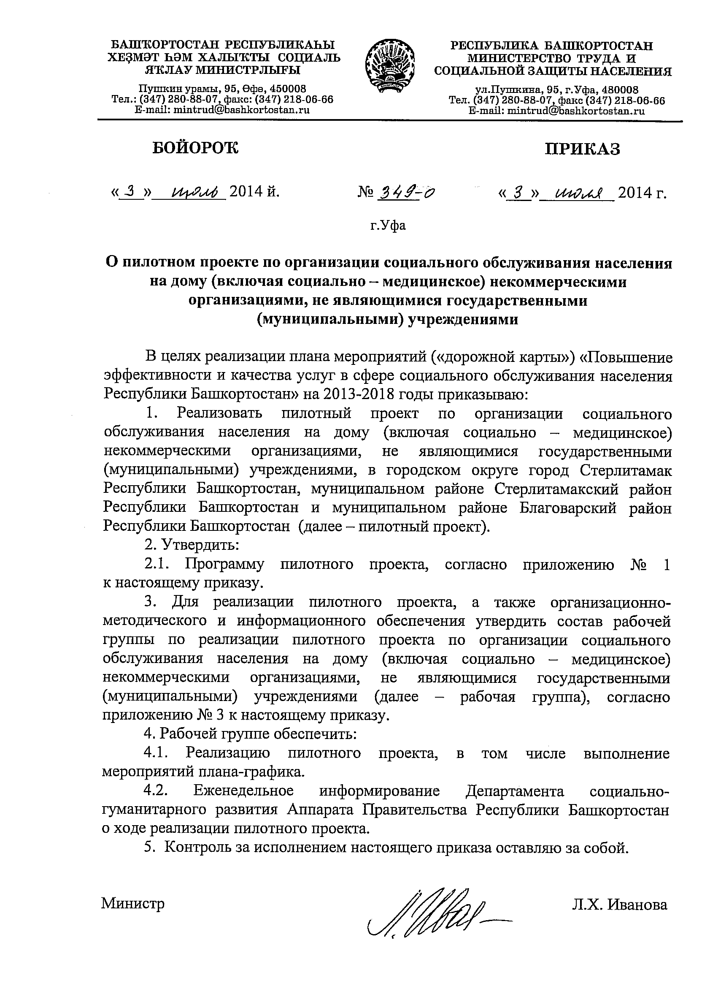 БАШҠОРТОСТАН РЕСПУБЛИКАҺЫ
ХЕҘМӘТ ҺӘМ ХАЛЫҠТЫ СОЦИАЛЬ
ЯҠЛАУ МИНИСТРЛЫҒЫ
Пушкин урамы, 95, Өфө, 450008
Тел.: (347) 280-88-07, факс: (347) 218-06-66
E-mail: mintrud@bashkortostan.ru
РЕСПУБЛИКА БАШКОРТОСТАН
МИНИСТЕРСТВО ТРУДА И
СОЦИАЛЬНОЙ ЗАЩИТЫ НАСЕЛЕНИЯ
ул.Пушкина, 95, г.Уфа, 480008
Тел. (347) 280-88-07, факс (347) 218-06-66
E-mail: mintrud@bashkortostan.ru
БОЙОРОҠ
ПРИКАЗ
« 3 » июль 2014 й.
№ 349-о
« 3 » июля 2014 г.
г.Уфа
О пилотном проекте по организации социального обслуживания населения
на дому (включая социально – медицинское) некоммерческими
организациями, не являющимися государственными
(муниципальными) учреждениями
В целях реализации плана мероприятий («дорожной карты») «Повышение
эффективности и качества услуг в сфере социального обслуживания населения
Республики Башкортостан» на 2013-2018 годы приказываю:
1. Реализовать пилотный проект по организации социального
обслуживания населения на дому (включая социально – медицинское)
некоммерческими организациями, не являющимися государственными
(муниципальными) учреждениями, в городском округе город Стерлитамак
Республики Башкортостан, муниципальном районе Стерлитамакский район
Республики Башкортостан и муниципальном районе Благоварский район
Республики Башкортостан (далее – пилотный проект).
2. Утвердить:
2.1. Программу пилотного проекта, согласно приложению № 1
к настоящему приказу.
3. Для реализации пилотного проекта, а также организационно-
методического и информационного обеспечения утвердить состав рабочей
группы по реализации пилотного проекта по организации социального
обслуживания населения на дому (включая социально – медицинское)
некоммерческими организациями, не являющимися государственными
(муниципальными) учреждениями (далее – рабочая группа), согласно
приложению № 3 к настоящему приказу.
4. Рабочей группе обеспечить:
4.1. Реализацию пилотного проекта, в том числе выполнение
мероприятий плана-графика.
4.2. Еженедельное информирование Департамента социально-
гуманитарного развития Аппарата Правительства Республики Башкортостан
о ходе реализации пилотного проекта.
5. Контроль за исполнением настоящего приказа оставляю за собой.
Министр
Л.Х. Иванова